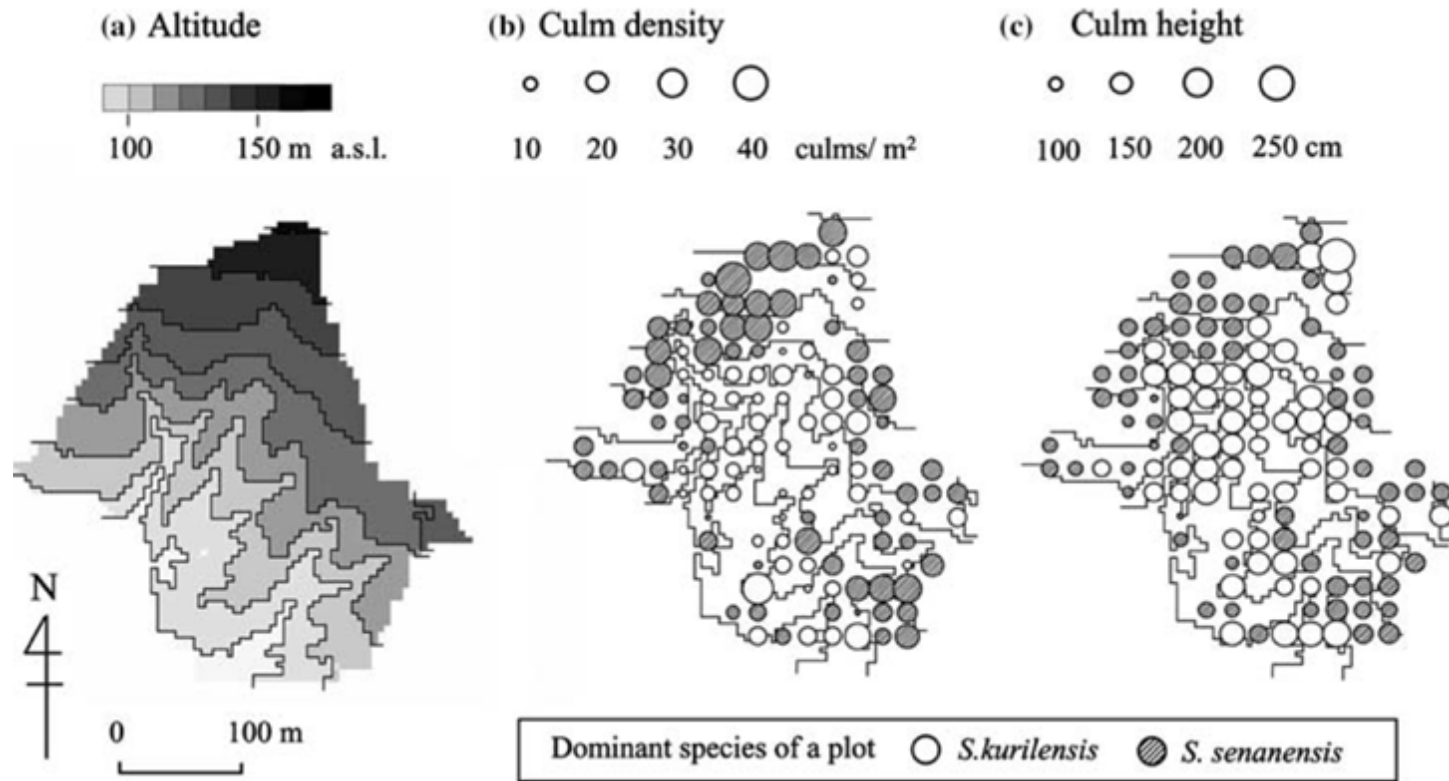 (a) Altitude
100 150 m a.s.l.
(b) Culm density
10 20 30 40 culms/ m²
(c) Culm height
100 150 200 250 cm
N
0 100 m
Dominant species of a plot S.kurilensis S. senanensis